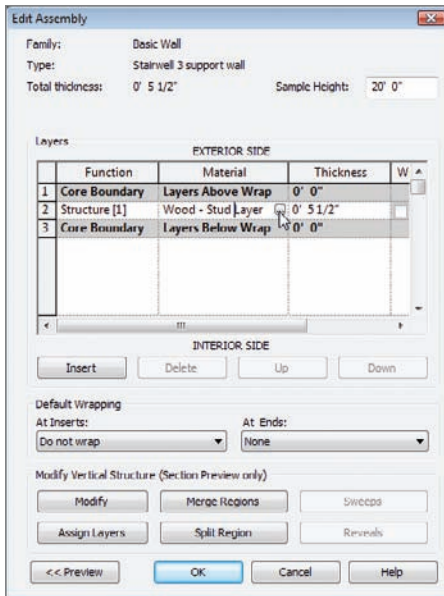 Edit Assembly
Family: Basic Wall
Type: Stairwell 3 support wall
Total thickness: 0' 5 1/2" Sample Height: 20' 0"
Layers
EXTERIOR SIDE
Function Material Thickness W
1 Core Boundary Layers Above Wrap 0' 0"
2 Structure [1] Wood - Stud Layer 0' 5 1/2"
3 Core Boundary Layers Below Wrap 0' 0"
INTERIOR SIDE
Insert Delete Up Down
Default Wrapping
At Inserts: At Ends:
Do not wrap None
Modify Vertical Structure (Section Preview only)
Modify Merge Regions Sweeps
Assign Layers Split Region Reveals
<< Preview OK Cancel Help